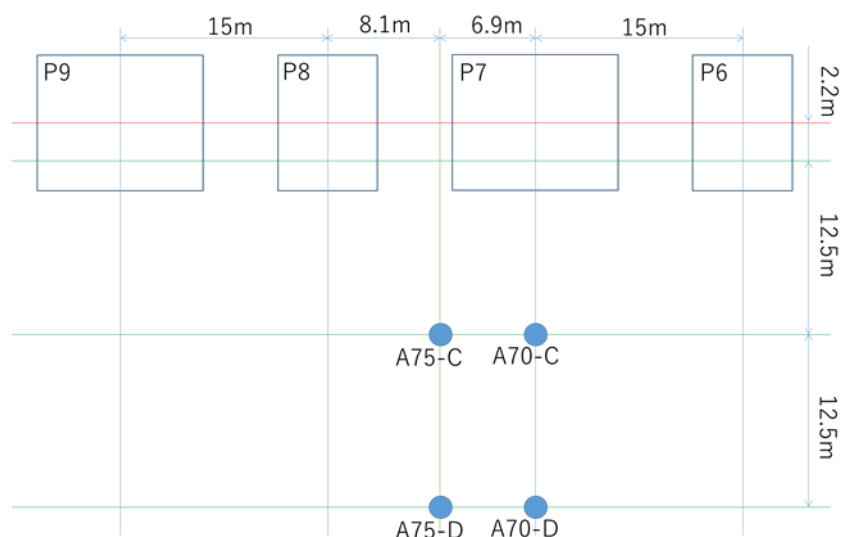 15m
8.1m
6.9m
15m
P9
P8
P7
P6
2.2m
12.5m
A75-C
A70-C
12.5m
A75-D
A70-D